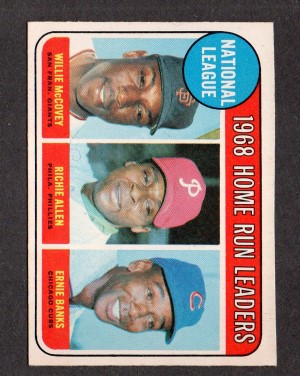 1968 HOME RUN LEADERS
NATIONAL
LEAGUE
WILLIE McCOVEY
SAN FRAN. GIANTS
RICHIE ALLEN
PHILA. PHILLIES
ERNIE BANKS
CHICAGO CUBS
SF
P
C